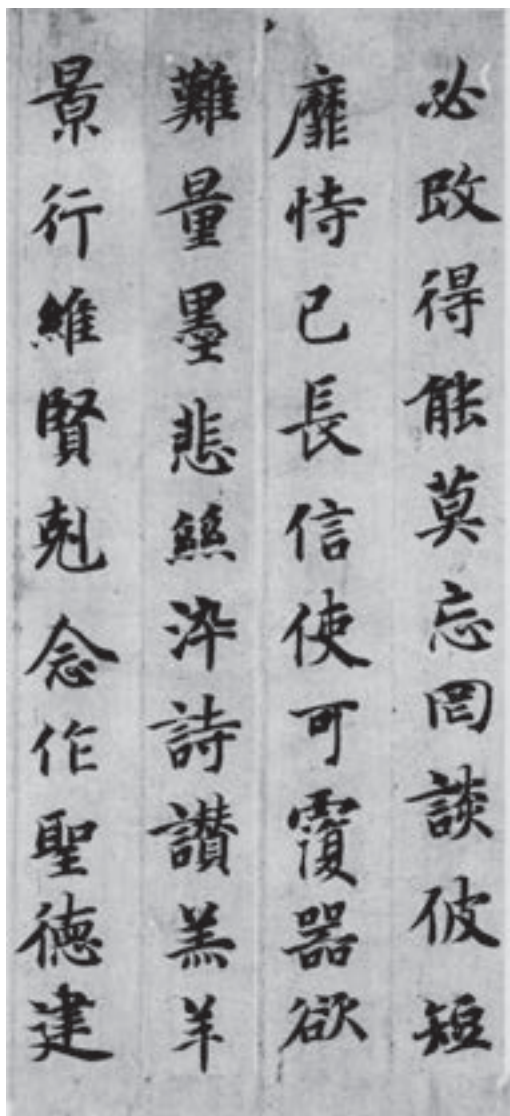 必改得能莫忘罔談彼短
靡恃己長信使可覆器欲
難量墨悲絲染詩讃羔羊
景行維賢剋念作聖德建